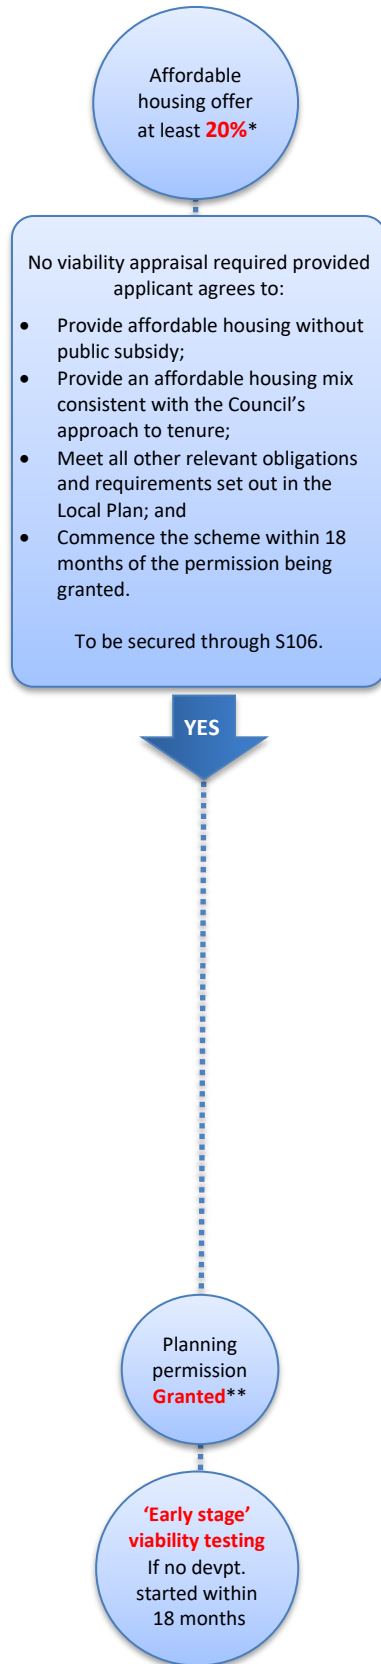 Affordable
housing offer
at least 20%*
No viability appraisal required provided
applicant agrees to:
• Provide affordable housing without
public subsidy;
• Provide an affordable housing mix
consistent with the Council’s
approach to tenure;
• Meet all other relevant obligations
and requirements set out in the
Local Plan; and
• Commence the scheme within 18
months of the permission being
granted.
To be secured through S106.
YES
Planning
permission
Granted**
‘Early stage’
viability testing
If no devpt.
started within
18 months